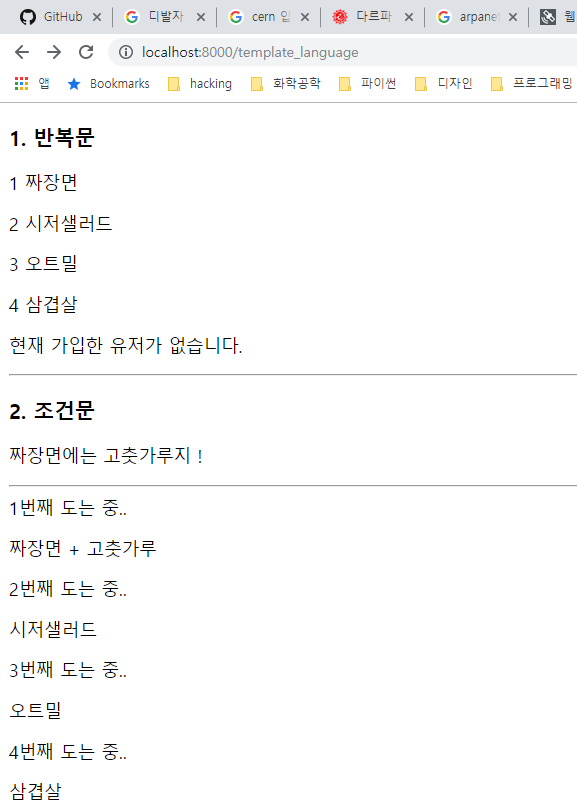 GitHub 디발자 cern 입 다르파 arpane 웹
localhost:8000/template_language
앱 Bookmarks hacking 화학공학 파이썬 디자인 프로그래밍
1. 반복문
1 짜장면
2 시저샐러드
3 오트밀
4 삼겹살
현재 가입한 유저가 없습니다.
2. 조건문
짜장면에는 고춧가루지 !
1번째 도는 중..
짜장면 + 고춧가루
2번째 도는 중..
시저샐러드
3번째 도는 중..
오트밀
4번째 도는 중..
삼겹살